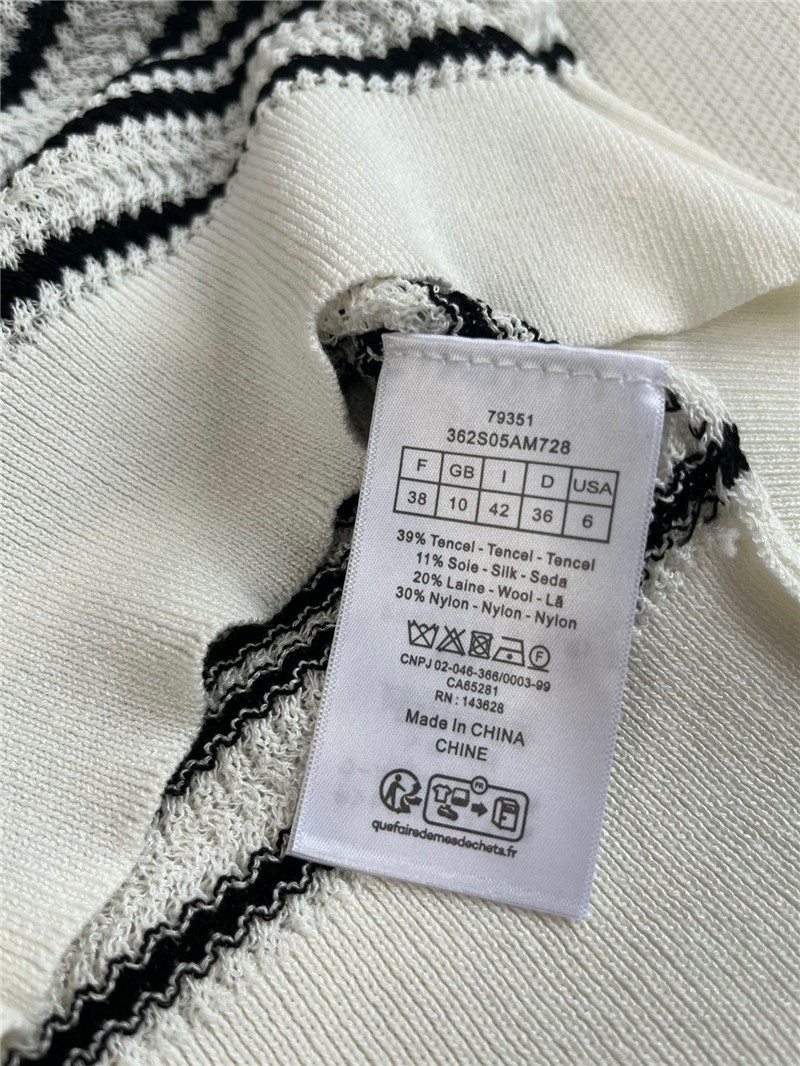 79351
362S05AM728
F GB I D USA
38 10 42 36 6
39% Tencel - Tencel - Tencel
11% Soie - Silk - Seda
20% Laine - Wool - Lã
30% Nylon - Nylon - Nylon
F
CNPJ 02-046-366/0003-99
CA65281
RN : 143628
Made In CHINA
CHINE
FR
quefairedemesdechets.fr